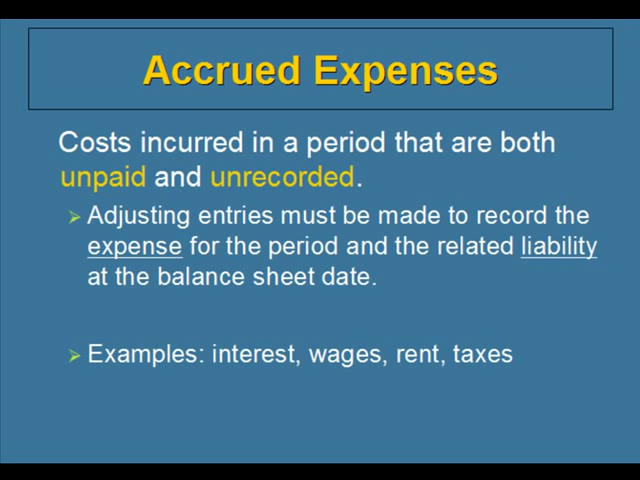 Accrued Expenses
Costs incurred in a period that are both
unpaid and unrecorded.
Adjusting entries must be made to record the
expense for the period and the related liability
at the balance sheet date.
Examples: interest, wages, rent, taxes